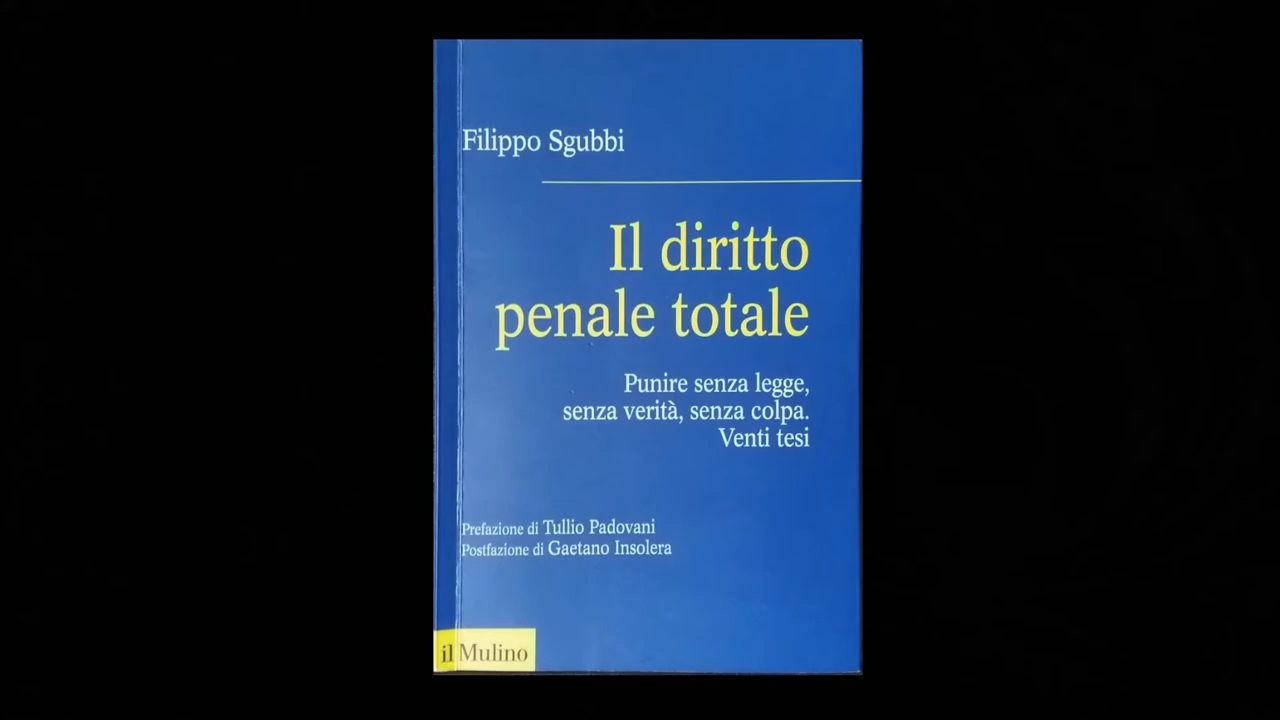 Filippo Sgubbi
Il diritto
penale totale
Punire senza legge,
senza verità, senza colpa.
Venti tesi
Prefazione di Tullio Padovani
Postfazione di Gaetano Insolera
il Mulino